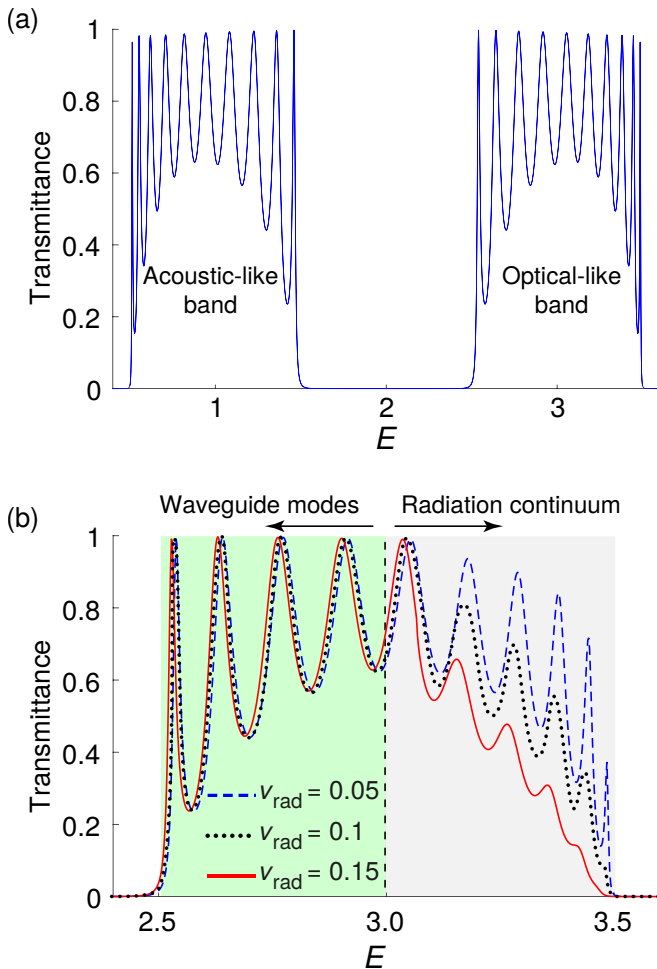 (a)
Transmittance
1
0.8
0.6
0.4
0.2
0
Acoustic-like
band
Optical-like
band
1 2 3
E
(b)
Waveguide modes Radiation continuum
Transmittance
1
0.8
0.6
0.4
0.2
0
v_rad = 0.05
v_rad = 0.1
v_rad = 0.15
2.5 3.0 3.5
E